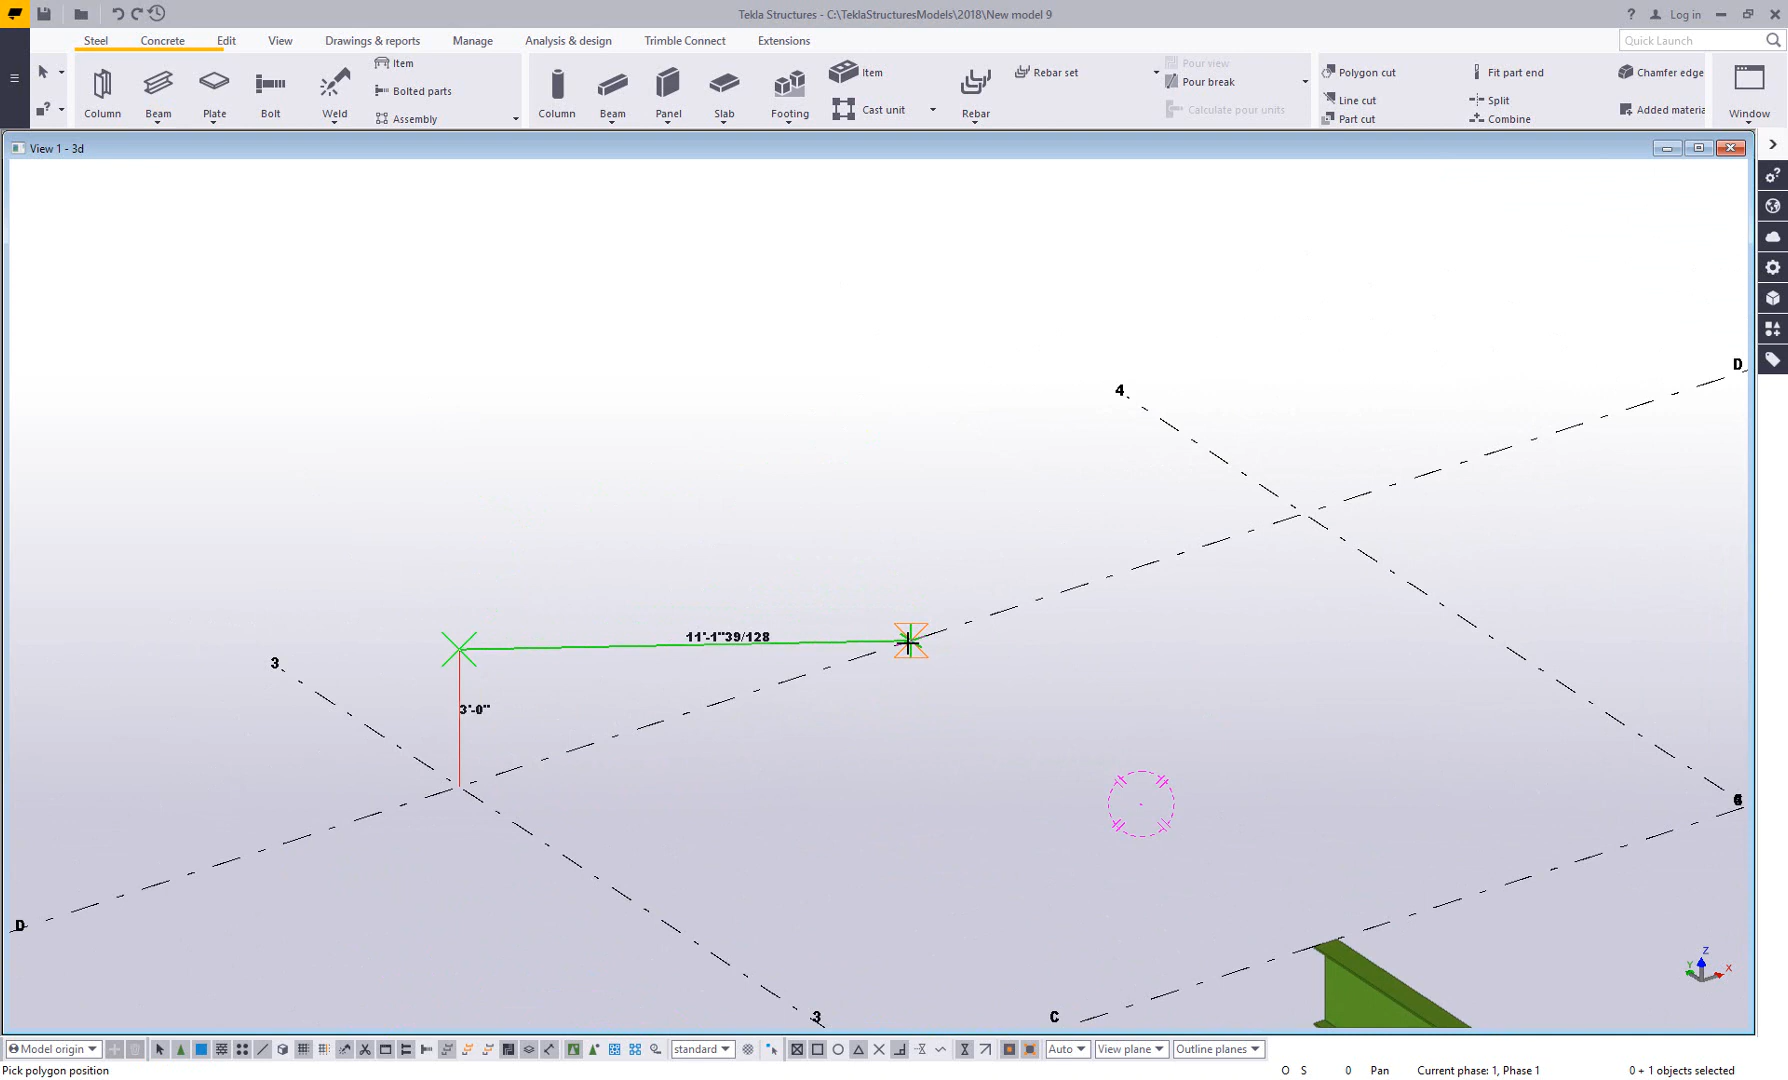 Tekla Structures - C:\TeklaStructuresModels\2018\New model 9
? Log in
Steel Concrete Edit View Drawings & reports Manage Analysis & design Trimble Connect Extensions
Quick Launch
Item
Bolted parts
Assembly
Column Beam Plate Bolt Weld
Item
Cast unit
Column Beam Panel Slab Footing Rebar
Rebar set
Pour view
Pour break
Calculate pour units
Polygon cut
Line cut
Part cut
Fit part end
Split
Combine
Chamfer edge
Added materia
Window
View 1 - 3d
D
4
11'-1"39/128
3
3'-0"
D
3
C
Z
Y
X
Model origin
standard
Auto
View plane
Outline planes
Pick polygon position
O S 0 Pan Current phase: 1, Phase 1 0 + 1 objects selected